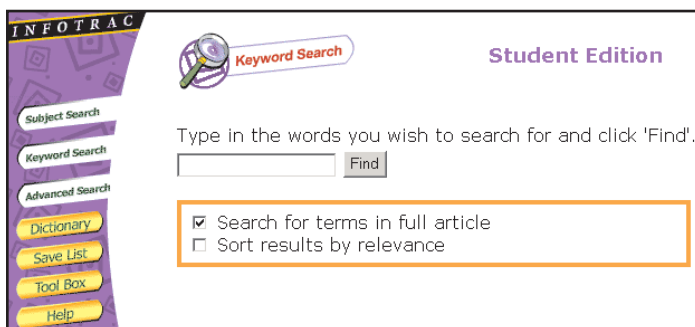 INFOTRAC
Keyword Search
Student Edition
Subject Search
Keyword Search
Advanced Search
Dictionary
Save List
Tool Box
Help
Type in the words you wish to search for and click 'Find'.
Find
Search for terms in full article
Sort results by relevance